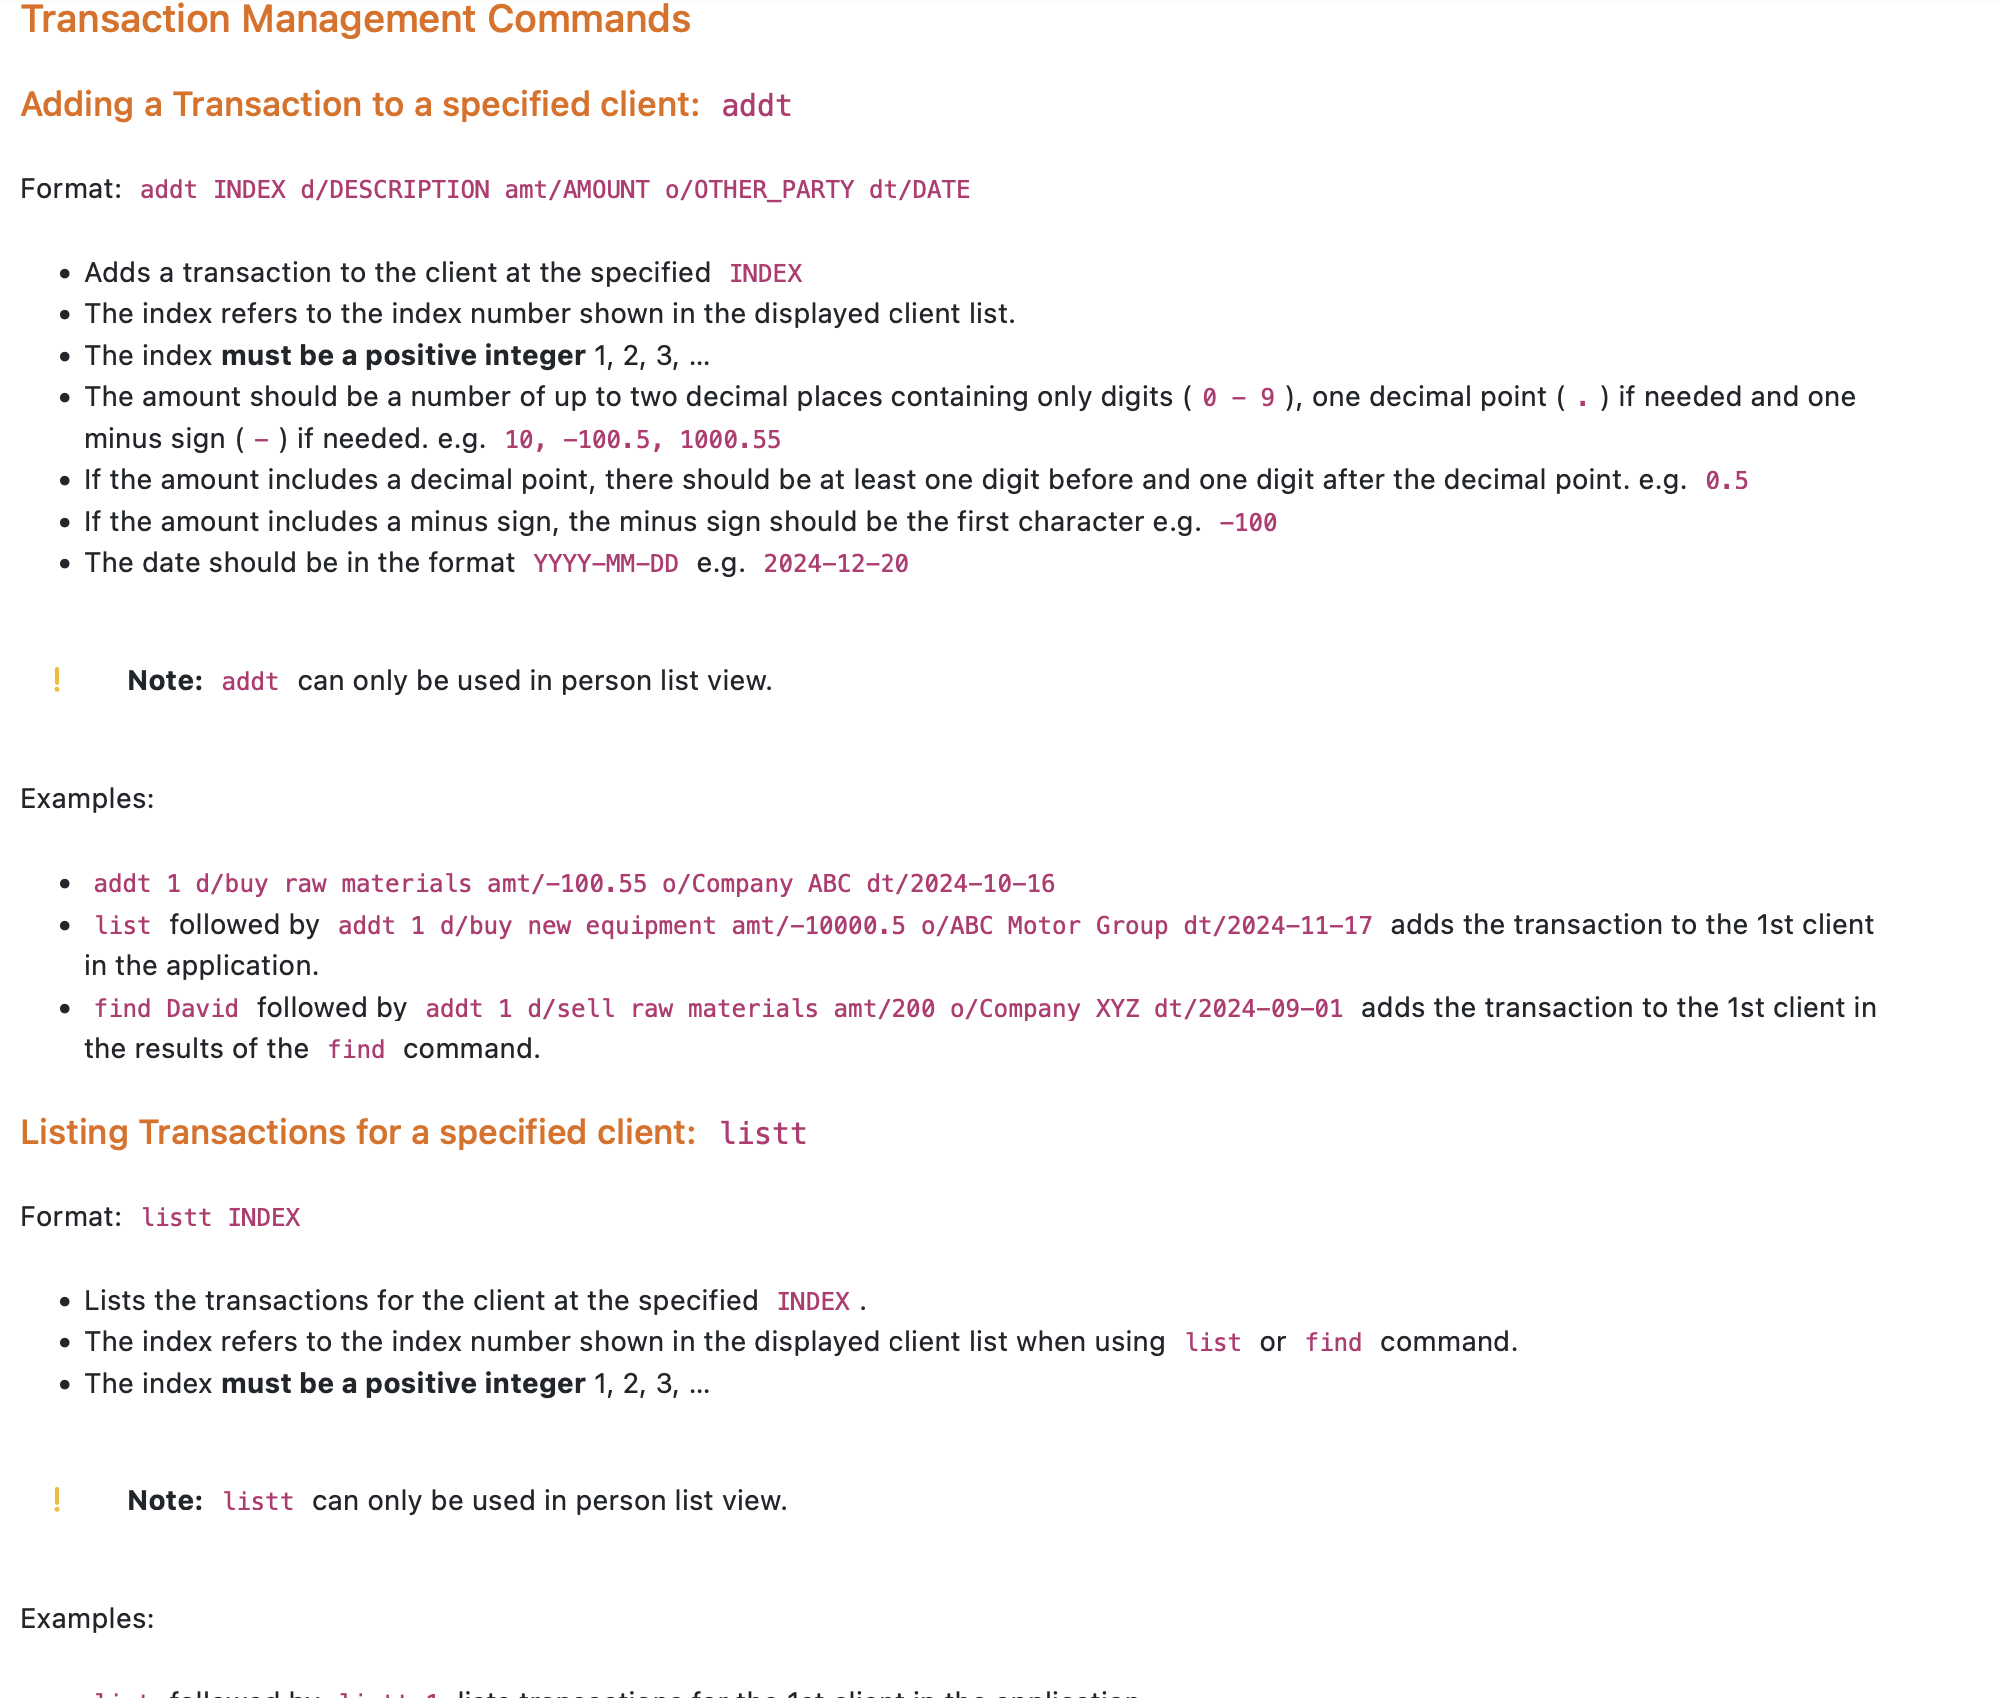 Transaction Management Commands
Adding a Transaction to a specified client: addt
Format: addt INDEX d/DESCRIPTION amt/AMOUNT o/OTHER_PARTY dt/DATE
• Adds a transaction to the client at the specified INDEX
• The index refers to the index number shown in the displayed client list.
• The index must be a positive integer 1, 2, 3, ...
• The amount should be a number of up to two decimal places containing only digits ( 0 - 9 ), one decimal point ( . ) if needed and one
minus sign ( - ) if needed. e.g. 10, -100.5, 1000.55
• If the amount includes a decimal point, there should be at least one digit before and one digit after the decimal point. e.g. 0.5
• If the amount includes a minus sign, the minus sign should be the first character e.g. -100
• The date should be in the format YYYY-MM-DD e.g. 2024-12-20
! Note: addt can only be used in person list view.
Examples:
• addt 1 d/buy raw materials amt/-100.55 o/Company ABC dt/2024-10-16
• list followed by addt 1 d/buy new equipment amt/-10000.5 o/ABC Motor Group dt/2024-11-17 adds the transaction to the 1st client
in the application.
• find David followed by addt 1 d/sell raw materials amt/200 o/Company XYZ dt/2024-09-01 adds the transaction to the 1st client in
the results of the find command.
Listing Transactions for a specified client: listt
Format: listt INDEX
• Lists the transactions for the client at the specified INDEX .
• The index refers to the index number shown in the displayed client list when using list or find command.
• The index must be a positive integer 1, 2, 3, ...
! Note: listt can only be used in person list view.
Examples:
list followed by listt 1 lists transactions for the 1st client in the application